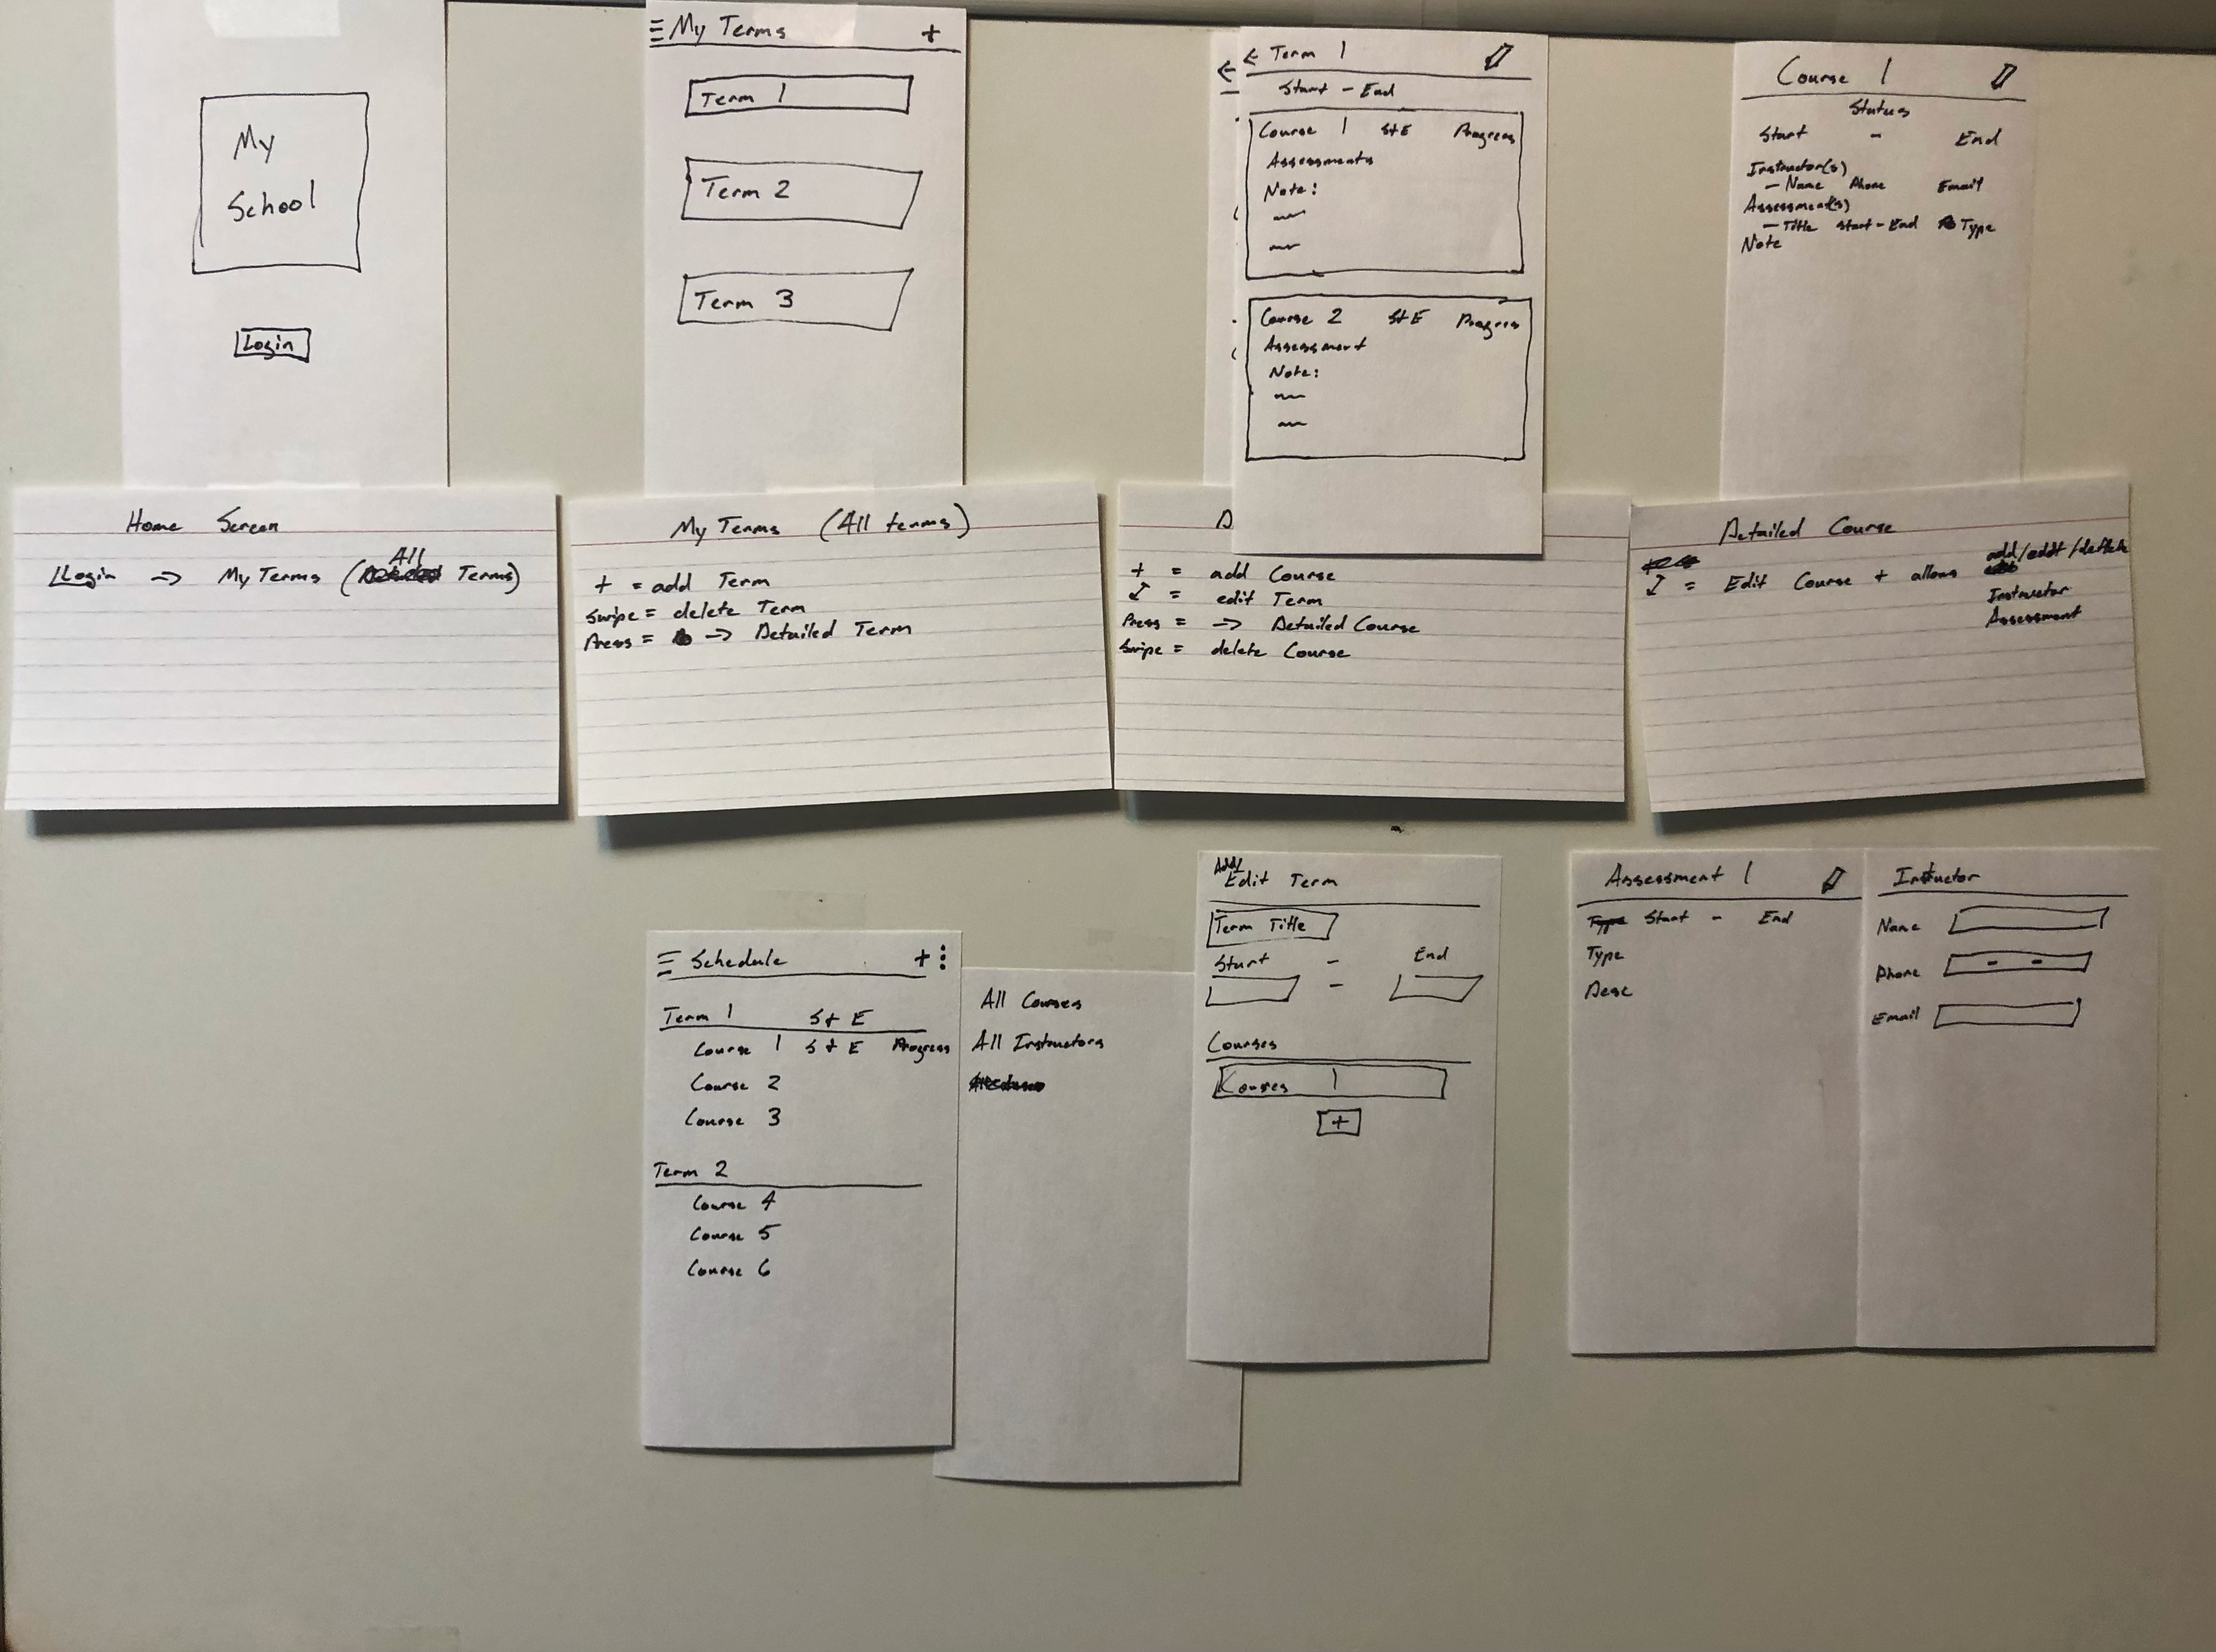 My
School
Login
My Terms +
Term 1
Term 2
Term 3
← Term 1
Start - End
Course 1 S+E Progress
Assessments
Note:
Course 2 S+E Progress
Assessment
Note:
Course 1
Status
Start - End
Instructor(s)
- Name Phone Email
Assessment(s)
- Title Start - End Type
Note
Home Screen
Login → My Terms (All Terms)
My Terms (All terms)
+ = add Term
Swipe = delete Term
Press = → Detailed Term
D
+ = add Course
= edit Term
Press = → Detailed Course
Swipe = delete Course
Detailed Course
= Edit Course + allows add/eddt/delete
Instructor
Assessment
Schedule +
Term 1 S+E
Course 1 S+E Progress
Course 2
Course 3
Term 2
Course 4
Course 5
Course 6
All Courses
All Instructors
Add/
Edit Term
Term Title
Start - End
-
Courses
Courses 1
+
Assessment 1
Type Start - End
Type
Desc
Instuctor
Name
Phone - -
Email